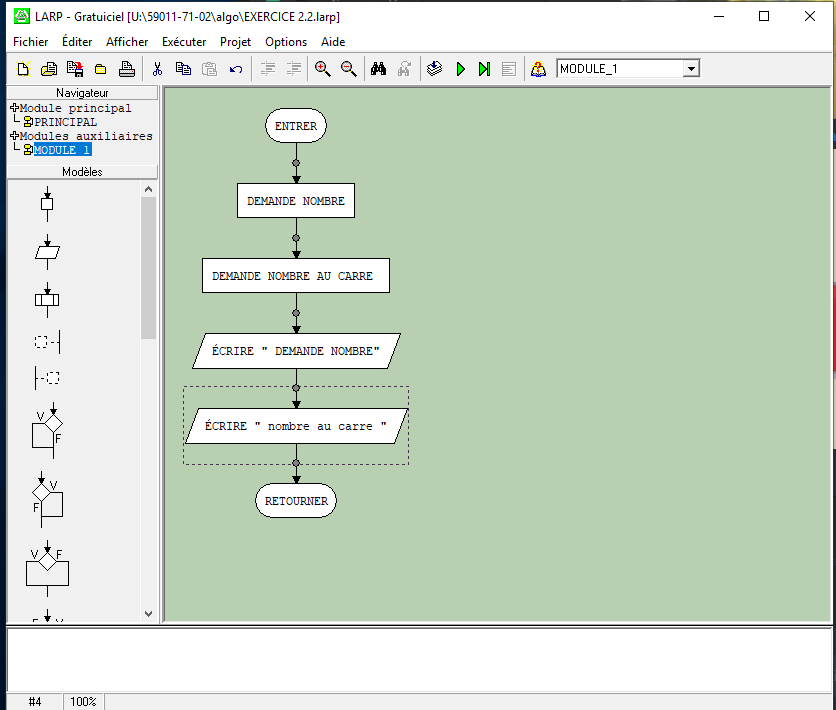 LARP - Gratuiciel [U:\59011-71-02\algo\EXERCICE 2.2.larp]
Fichier Éditer Afficher Exécuter Projet Options Aide
MODULE_1
Navigateur
Module principal
PRINCIPAL
Modules auxiliaires
MODULE_1
Modèles
V
F
V
F
V F
F V
ENTRER
DEMANDE NOMBRE
DEMANDE NOMBRE AU CARRE
ÉCRIRE " DEMANDE NOMBRE"
ÉCRIRE " nombre au carre "
RETOURNER
#4 100%